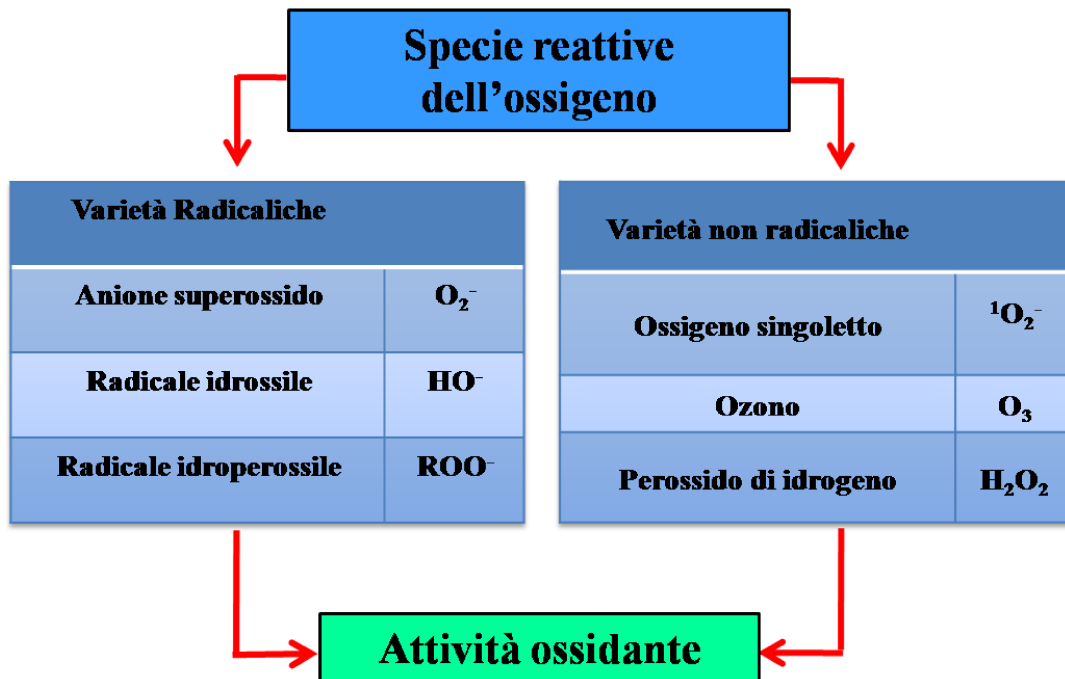 Specie reattive
dell’ossigeno
Varietà Radicaliche
Anione superossido O₂⁻
Radicale idrossile HO⁻
Radicale idroperossile ROO⁻
Varietà non radicaliche
Ossigeno singoletto ¹O₂⁻
Ozono O₃
Perossido di idrogeno H₂O₂
Attività ossidante